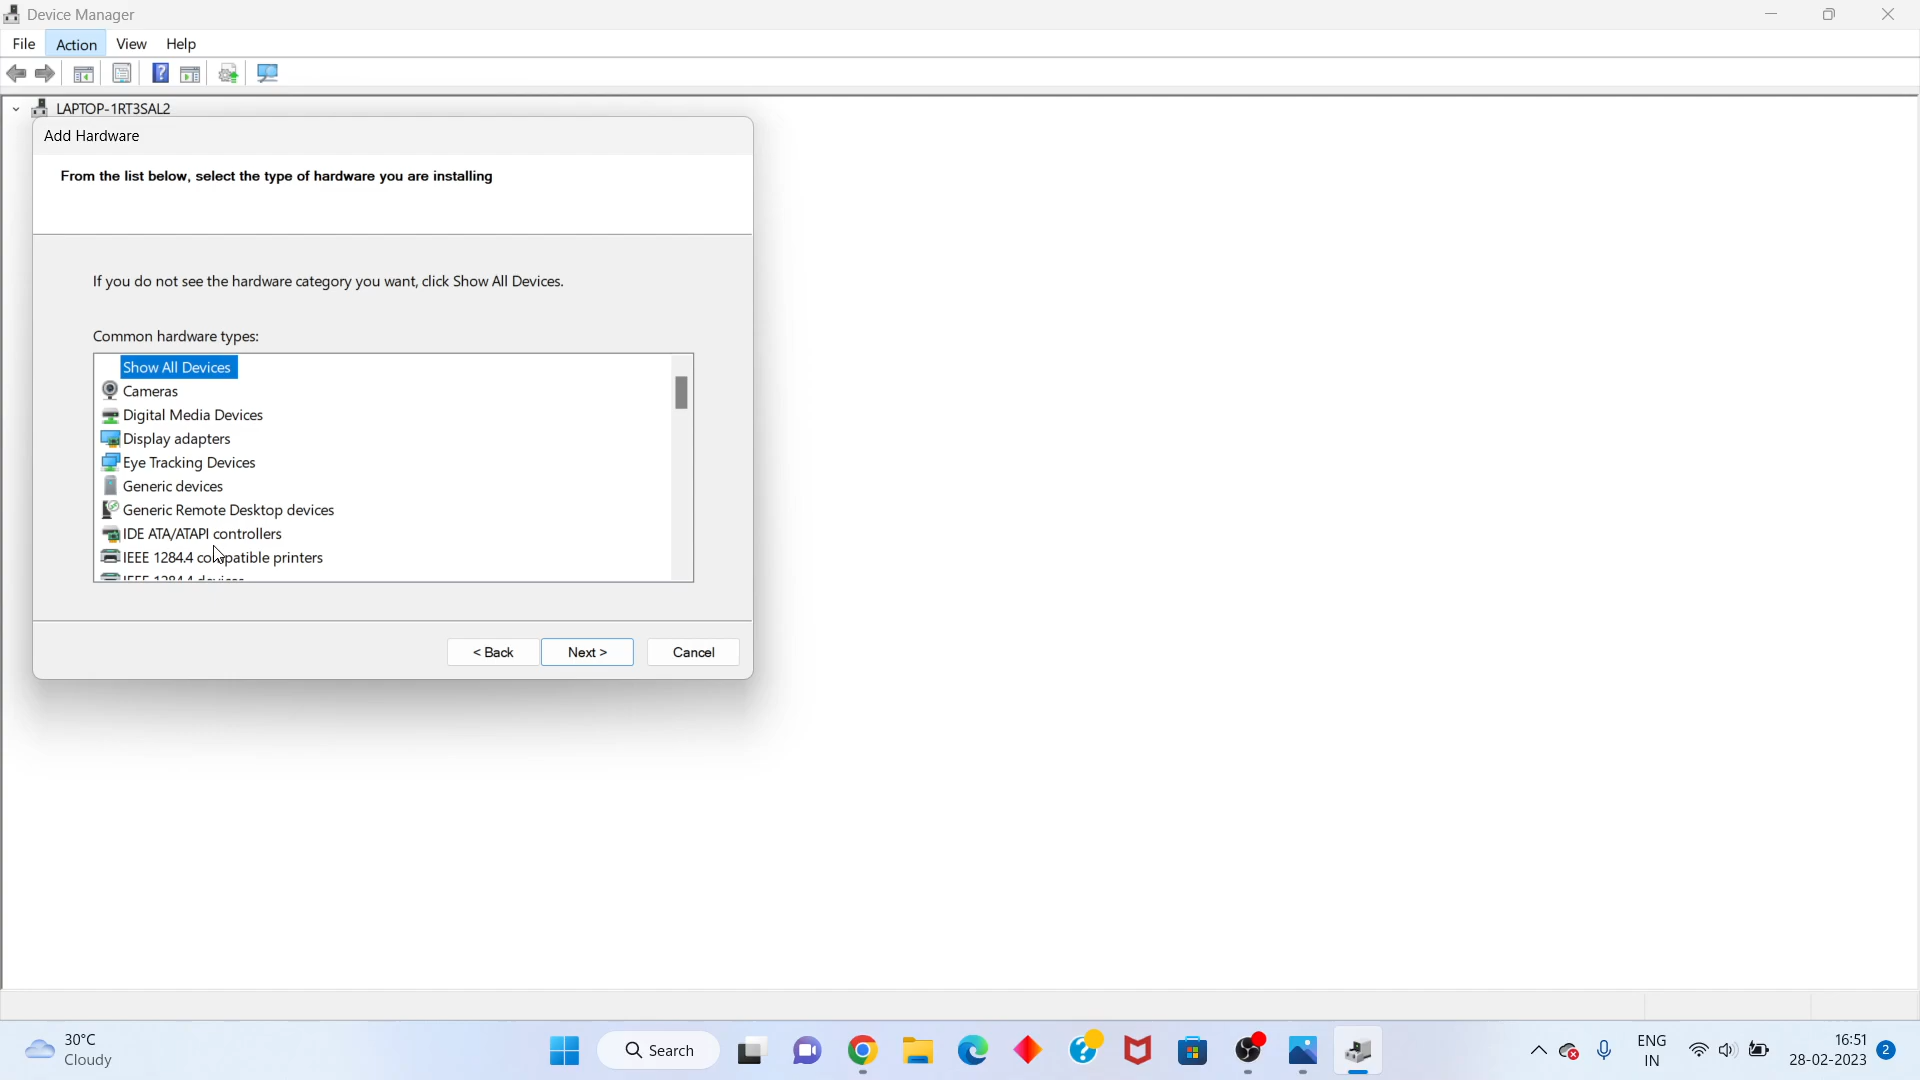 Device Manager
File Action View Help
LAPTOP-1RT3SAL2
Add Hardware
From the list below, select the type of hardware you are installing
If you do not see the hardware category you want, click Show All Devices.
Common hardware types:
Show All Devices
Cameras
Digital Media Devices
Display adapters
Eye Tracking Devices
Generic devices
Generic Remote Desktop devices
IDE ATA/ATAPI controllers
IEEE 1284.4 compatible printers
IEEE 1284.4 devices
< Back Next > Cancel
30°C
Cloudy
Search
ENG
IN
16:51
28-02-2023
2